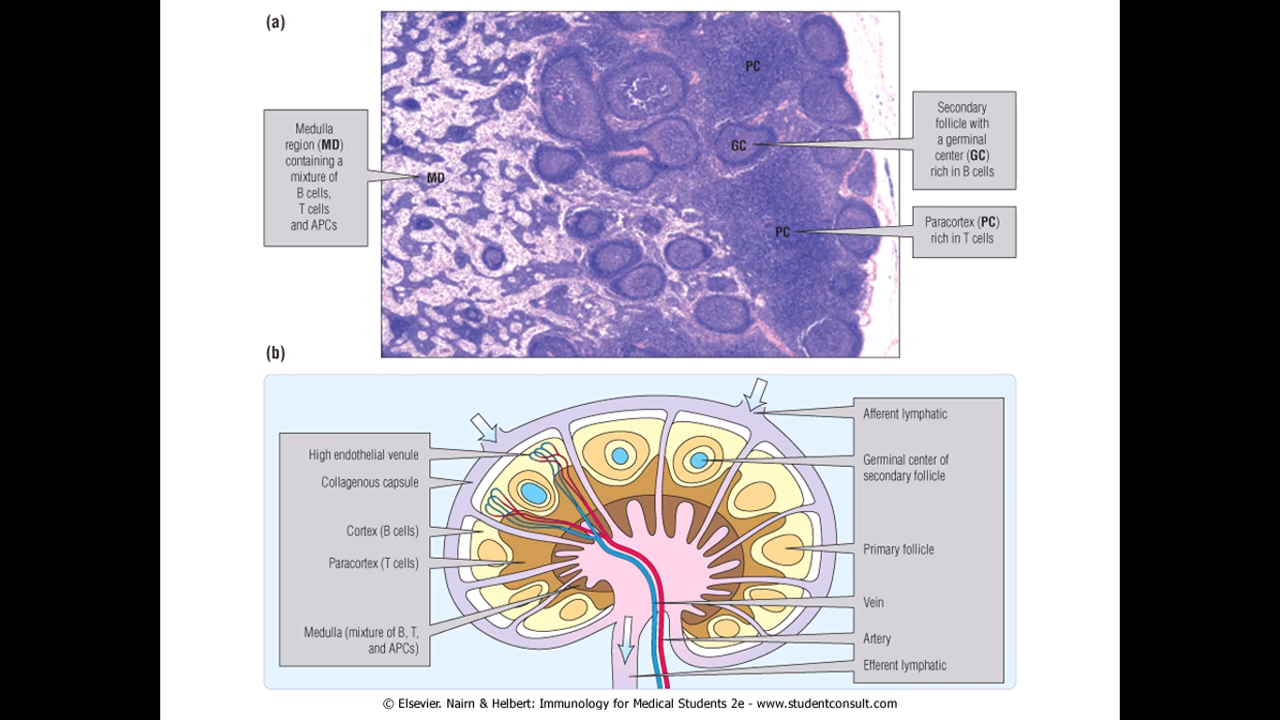 (a)
Medulla
region (MD)
containing a
mixture of
B cells,
T cells
and APCs
MD
PC
GC
PC
Secondary
follicle with
a germinal
center (GC)
rich in B cells
Paracortex (PC)
rich in T cells
(b)
High endothelial venule
Collagenous capsule
Cortex (B cells)
Paracortex (T cells)
Medulla (mixture of B, T,
and APCs)
Afferent lymphatic
Germinal center of
secondary follicle
Primary follicle
Vein
Artery
Efferent lymphatic
© Elsevier. Nairn & Helbert: Immunology for Medical Students 2e - www.studentconsult.com